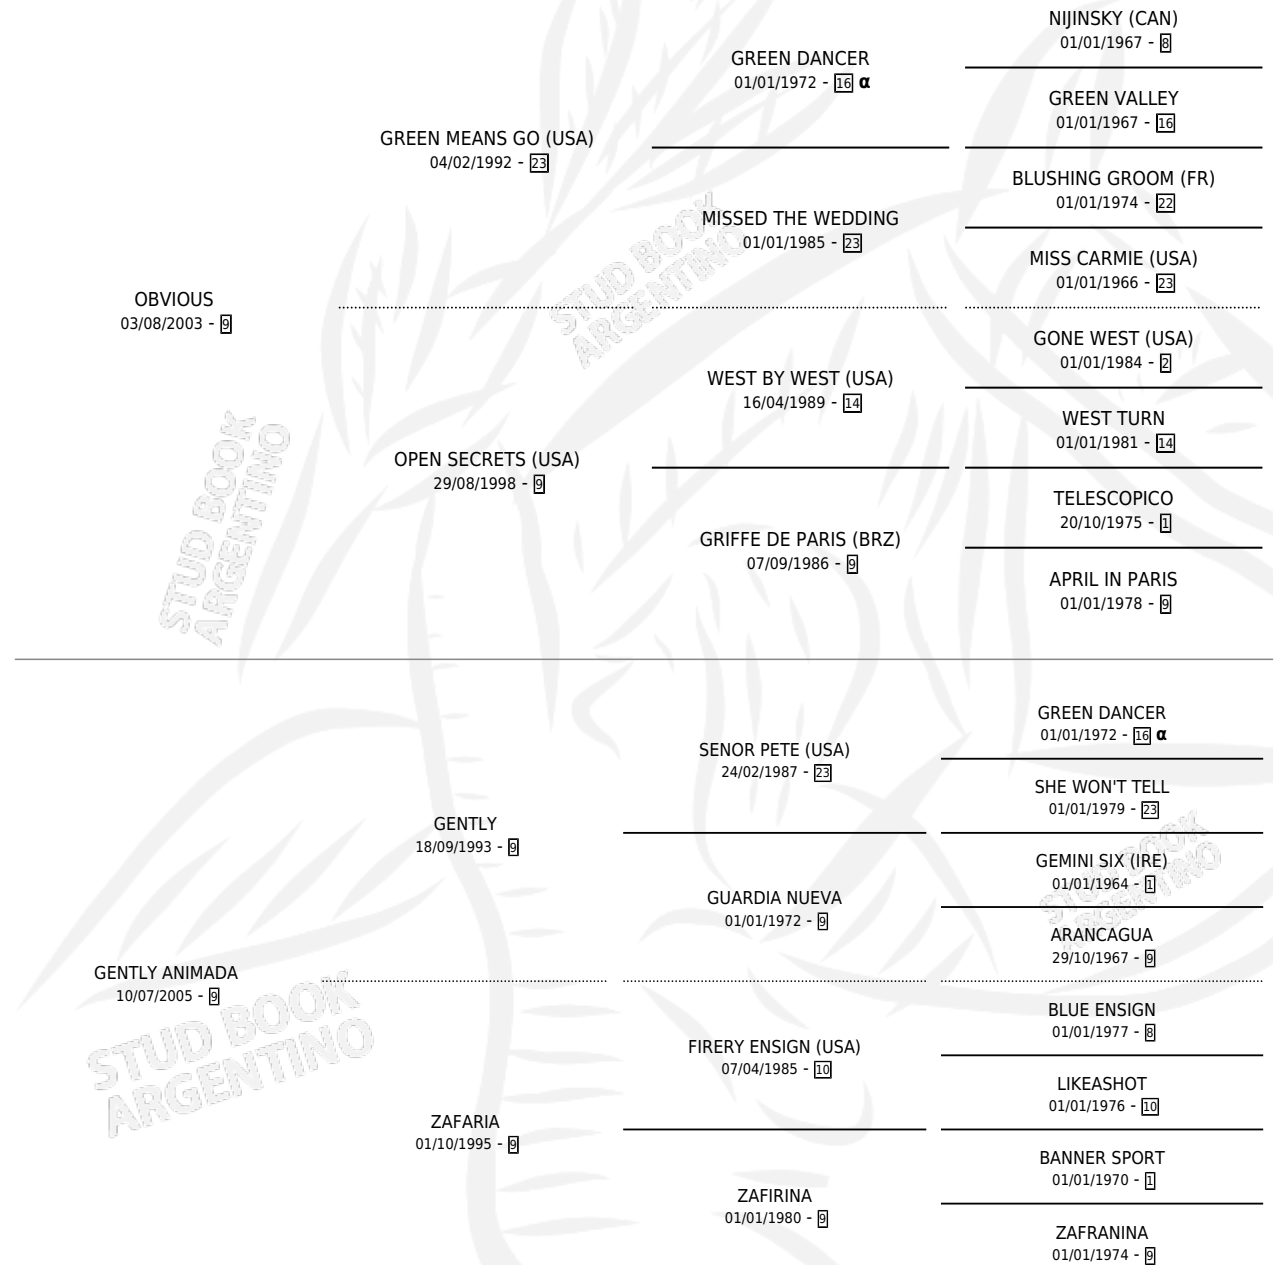 NIJINSKY (CAN)
01/01/1967 - 8
GREEN DANCER
01/01/1972 - 16 α
GREEN VALLEY
01/01/1967 - 16
GREEN MEANS GO (USA)
04/02/1992 - 23
BLUSHING GROOM (FR)
01/01/1974 - 22
MISSED THE WEDDING
01/01/1985 - 23
MISS CARMIE (USA)
01/01/1966 - 23
STUD BOOK
ARGENTINO
OBVIOUS
03/08/2003 - 9
GONE WEST (USA)
01/01/1984 - 2
WEST BY WEST (USA)
16/04/1989 - 14
WEST TURN
01/01/1981 - 14
OPEN SECRETS (USA)
29/08/1998 - 9
STUD BOOK
ARGENTINO
TELESCOPICO
20/10/1975 - 1
GRIFFE DE PARIS (BRZ)
07/09/1986 - 9
APRIL IN PARIS
01/01/1978 - 9
GREEN DANCER
01/01/1972 - 16 α
SENOR PETE (USA)
24/02/1987 - 23
SHE WON'T TELL
01/01/1979 - 23
GENTLY
18/09/1993 - 9
GEMINI SIX (IRE)
01/01/1964 - 1
STUD BOOK
ARGENTINO
GUARDIA NUEVA
01/01/1972 - 9
ARANCAGUA
29/10/1967 - 9
GENTLY ANIMADA
10/07/2005 - 9
STUD BOOK
ARGENTINO
BLUE ENSIGN
01/01/1977 - 8
FIRERY ENSIGN (USA)
07/04/1985 - 10
LIKEASHOT
01/01/1976 - 10
ZAFARIA
01/10/1995 - 9
BANNER SPORT
01/01/1970 - 1
ZAFIRINA
01/01/1980 - 9
ZAFRANINA
01/01/1974 - 9